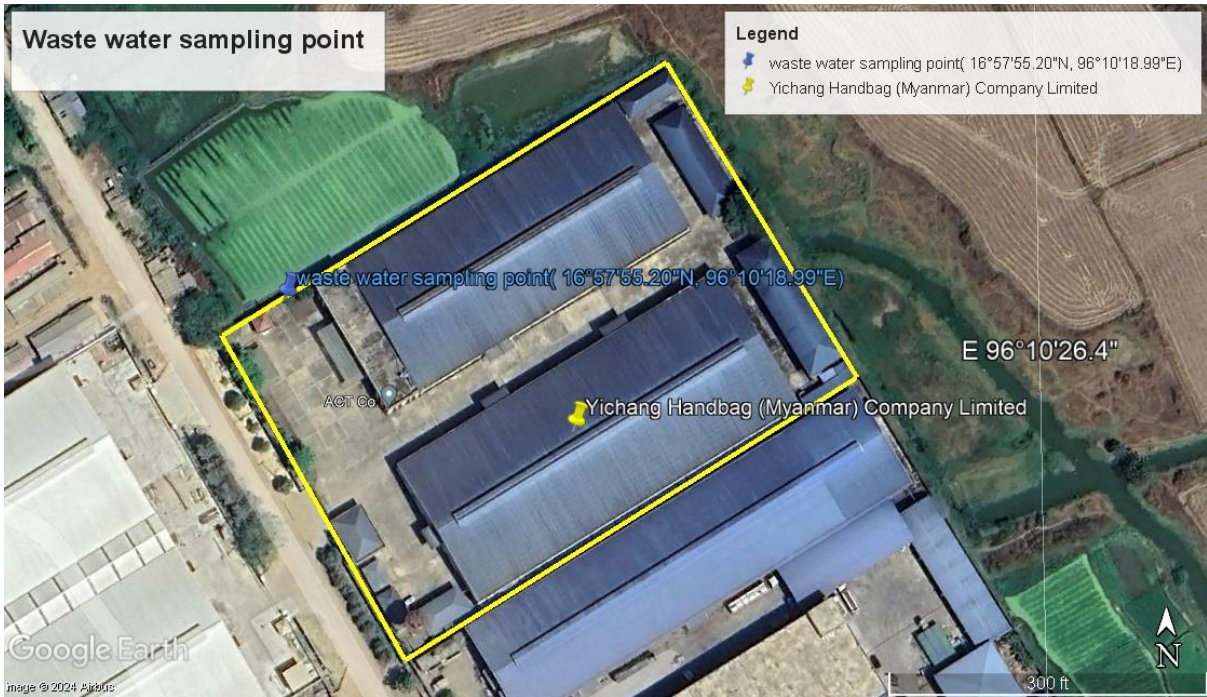 Waste water sampling point
Legend
waste water sampling point( 16°57'55.20"N, 96°10'18.99"E)
Yichang Handbag (Myanmar) Company Limited
waste water sampling point( 16°57'55.20"N, 96°10'18.99"E)
E 96°10'26.4"
ACT Co
Yichang Handbag (Myanmar) Company Limited
Google Earth
N
300 ft
Image © 2024 Airbus